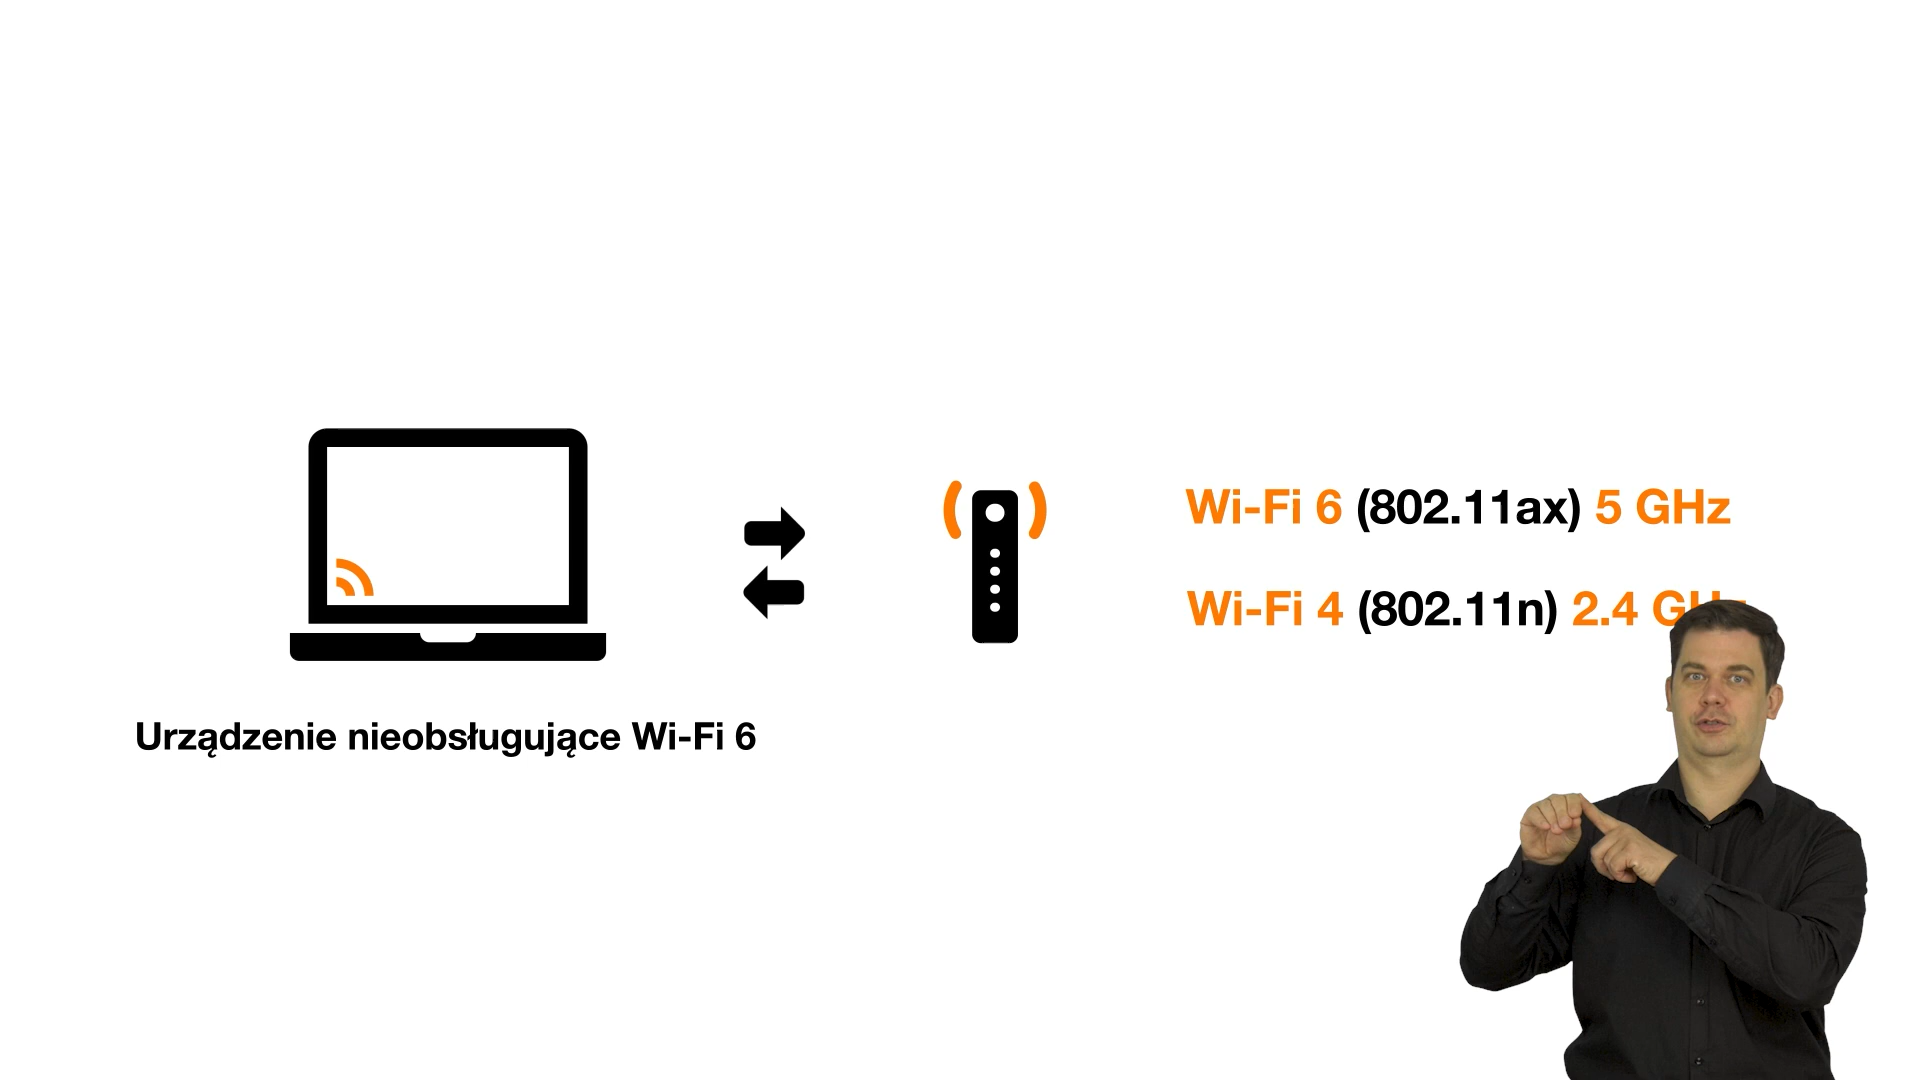 Wi-Fi 6 (802.11ax) 5 GHz
Wi-Fi 4 (802.11n) 2.4 GHz
Urządzenie nieobsługujące Wi-Fi 6